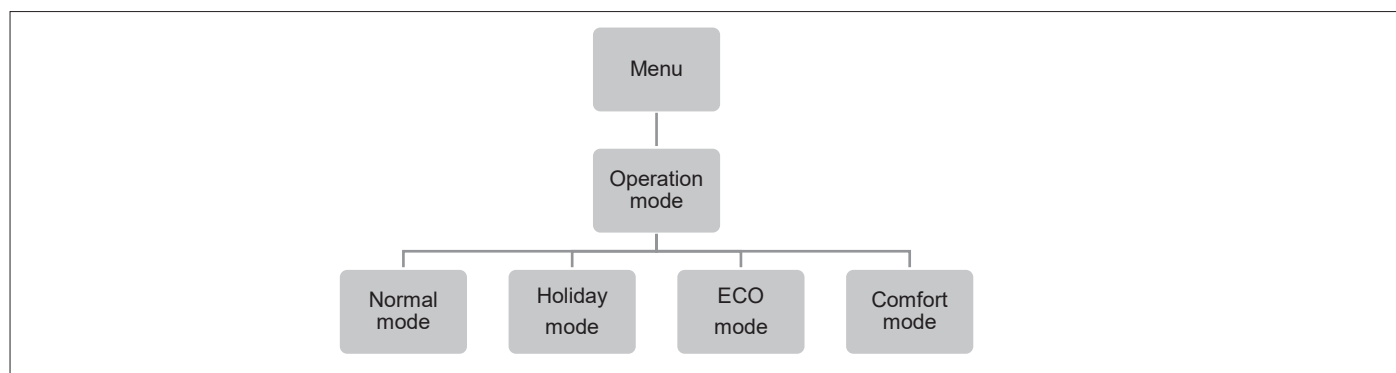 Menu
Operation
mode
Normal
mode
Holiday
mode
ECO
mode
Comfort
mode